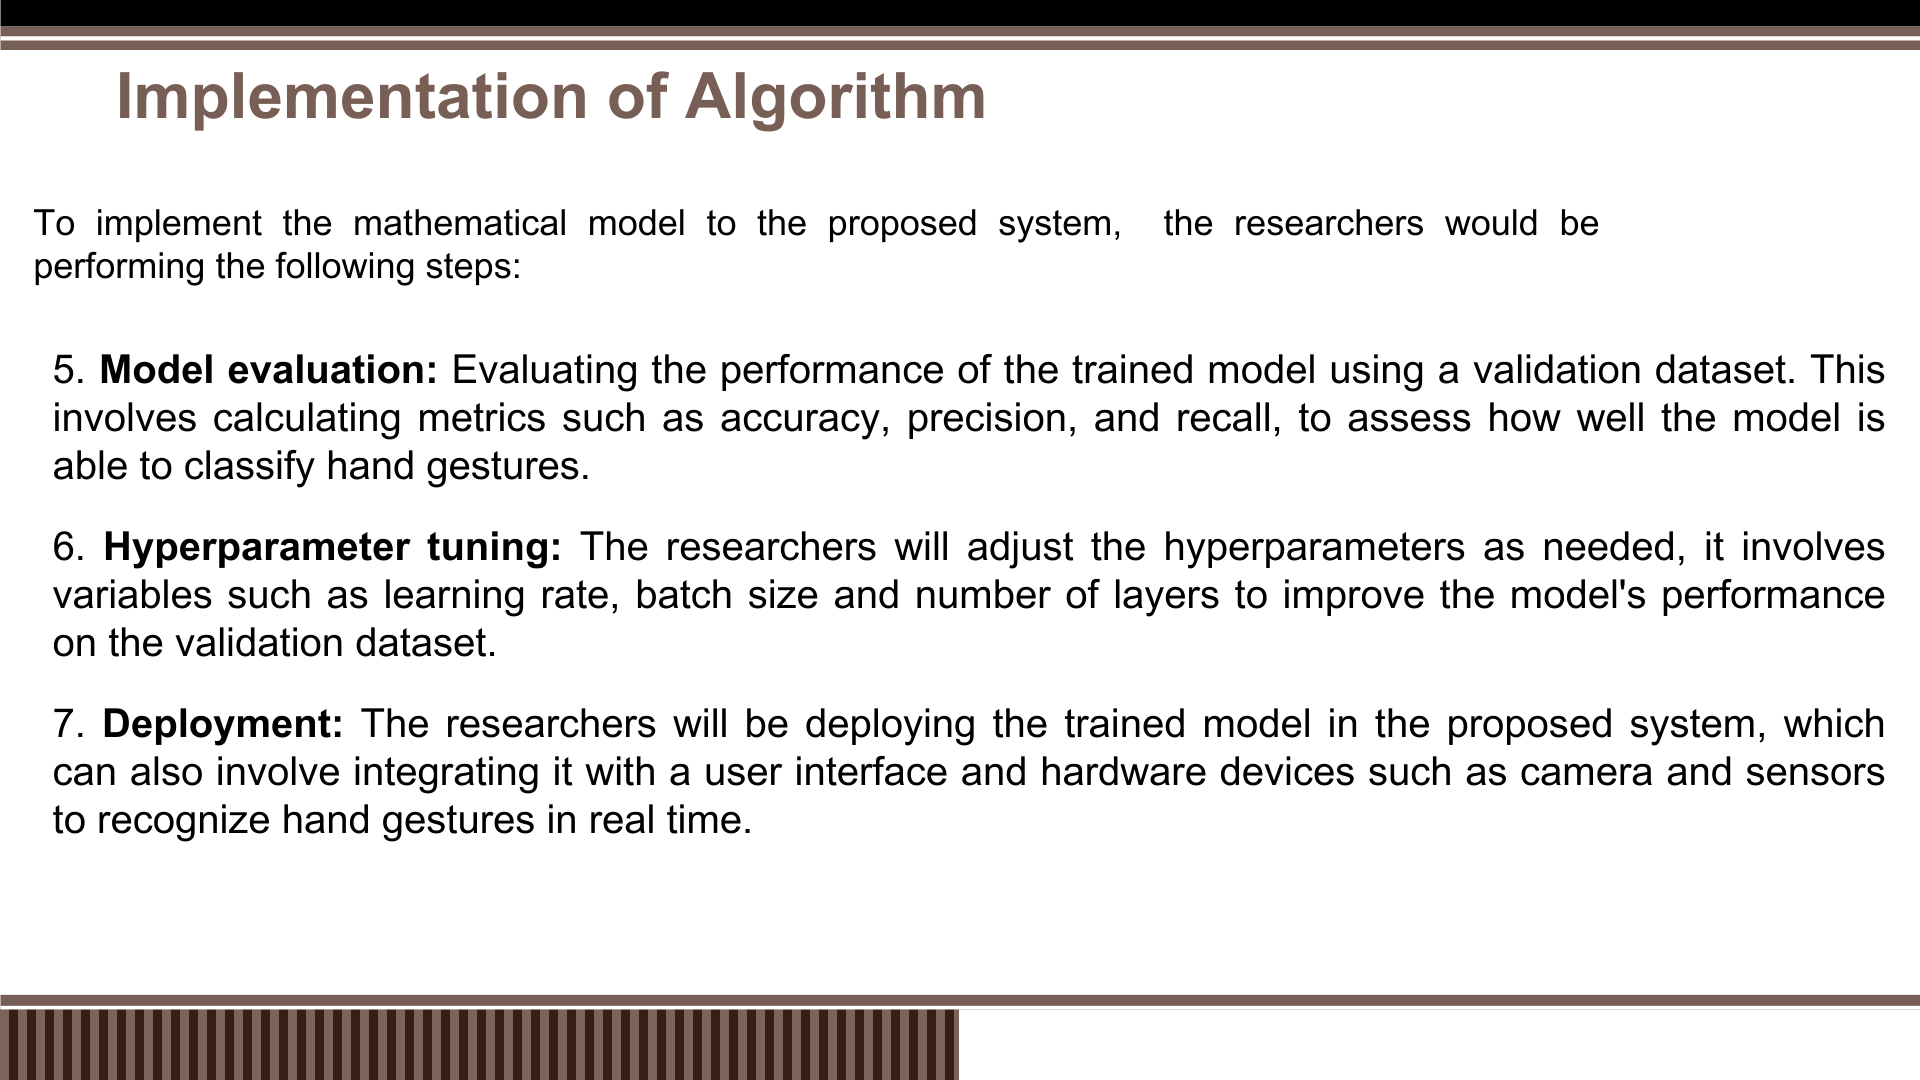 Implementation of Algorithm
To implement the mathematical model to the proposed system,  the researchers would be
performing the following steps:
5. Model evaluation: Evaluating the performance of the trained model using a validation dataset. This
involves calculating metrics such as accuracy, precision, and recall, to assess how well the model is
able to classify hand gestures.
6. Hyperparameter tuning: The researchers will adjust the hyperparameters as needed, it involves
variables such as learning rate, batch size and number of layers to improve the model's performance
on the validation dataset.
7. Deployment: The researchers will be deploying the trained model in the proposed system, which
can also involve integrating it with a user interface and hardware devices such as camera and sensors
to recognize hand gestures in real time.